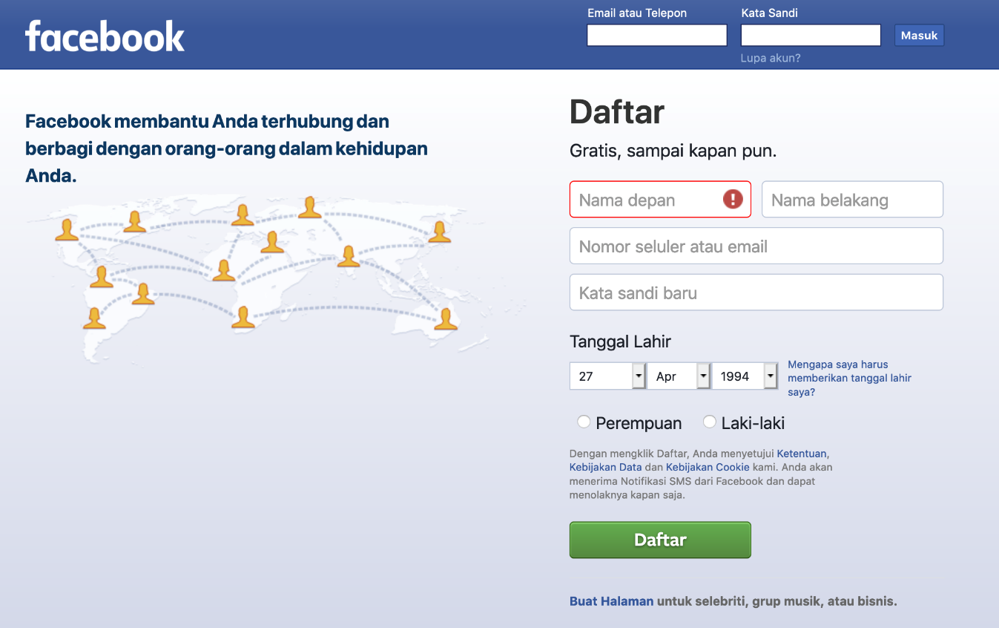 facebook
Email atau Telepon
Kata Sandi
Masuk
Lupa akun?
Facebook membantu Anda terhubung dan
berbagi dengan orang-orang dalam kehidupan
Anda.
Daftar
Gratis, sampai kapan pun.
Nama depan
Nama belakang
Nomor seluler atau email
Kata sandi baru
Tanggal Lahir
27 Apr 1994
Mengapa saya harus
memberikan tanggal lahir
saya?
Perempuan Laki-laki
Dengan mengklik Daftar, Anda menyetujui Ketentuan,
Kebijakan Data dan Kebijakan Cookie kami. Anda akan
menerima Notifikasi SMS dari Facebook dan dapat
menolaknya kapan saja.
Daftar
Buat Halaman untuk selebriti, grup musik, atau bisnis.